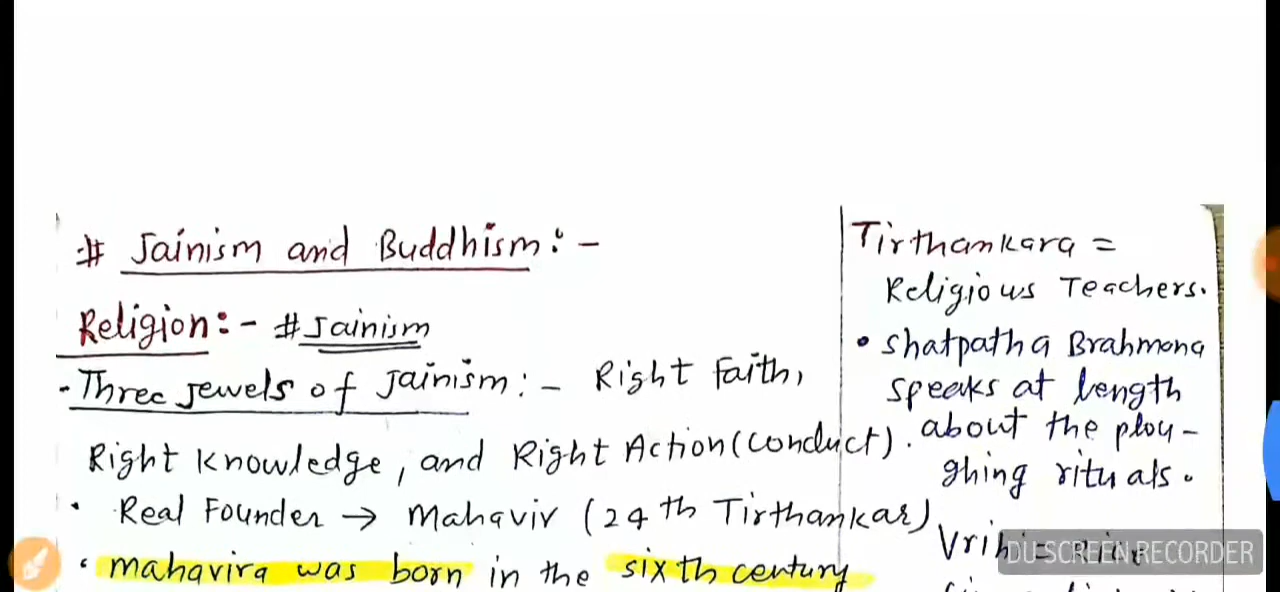 # Jainism and Buddhism:-
Religion:- #Jainism
- Three jewels of Jainism:- Right Faith,
Right Knowledge, and Right Action (Conduct).
• Real Founder → Mahavir (24th Tirthankar)
• mahavira was born in the sixth century
Tirthankara =
Religious Teachers.
• Shatpatha Brahmana
speaks at length
about the plou-
ghing rituals.
Vrihi =
DU SCREEN RECORDER